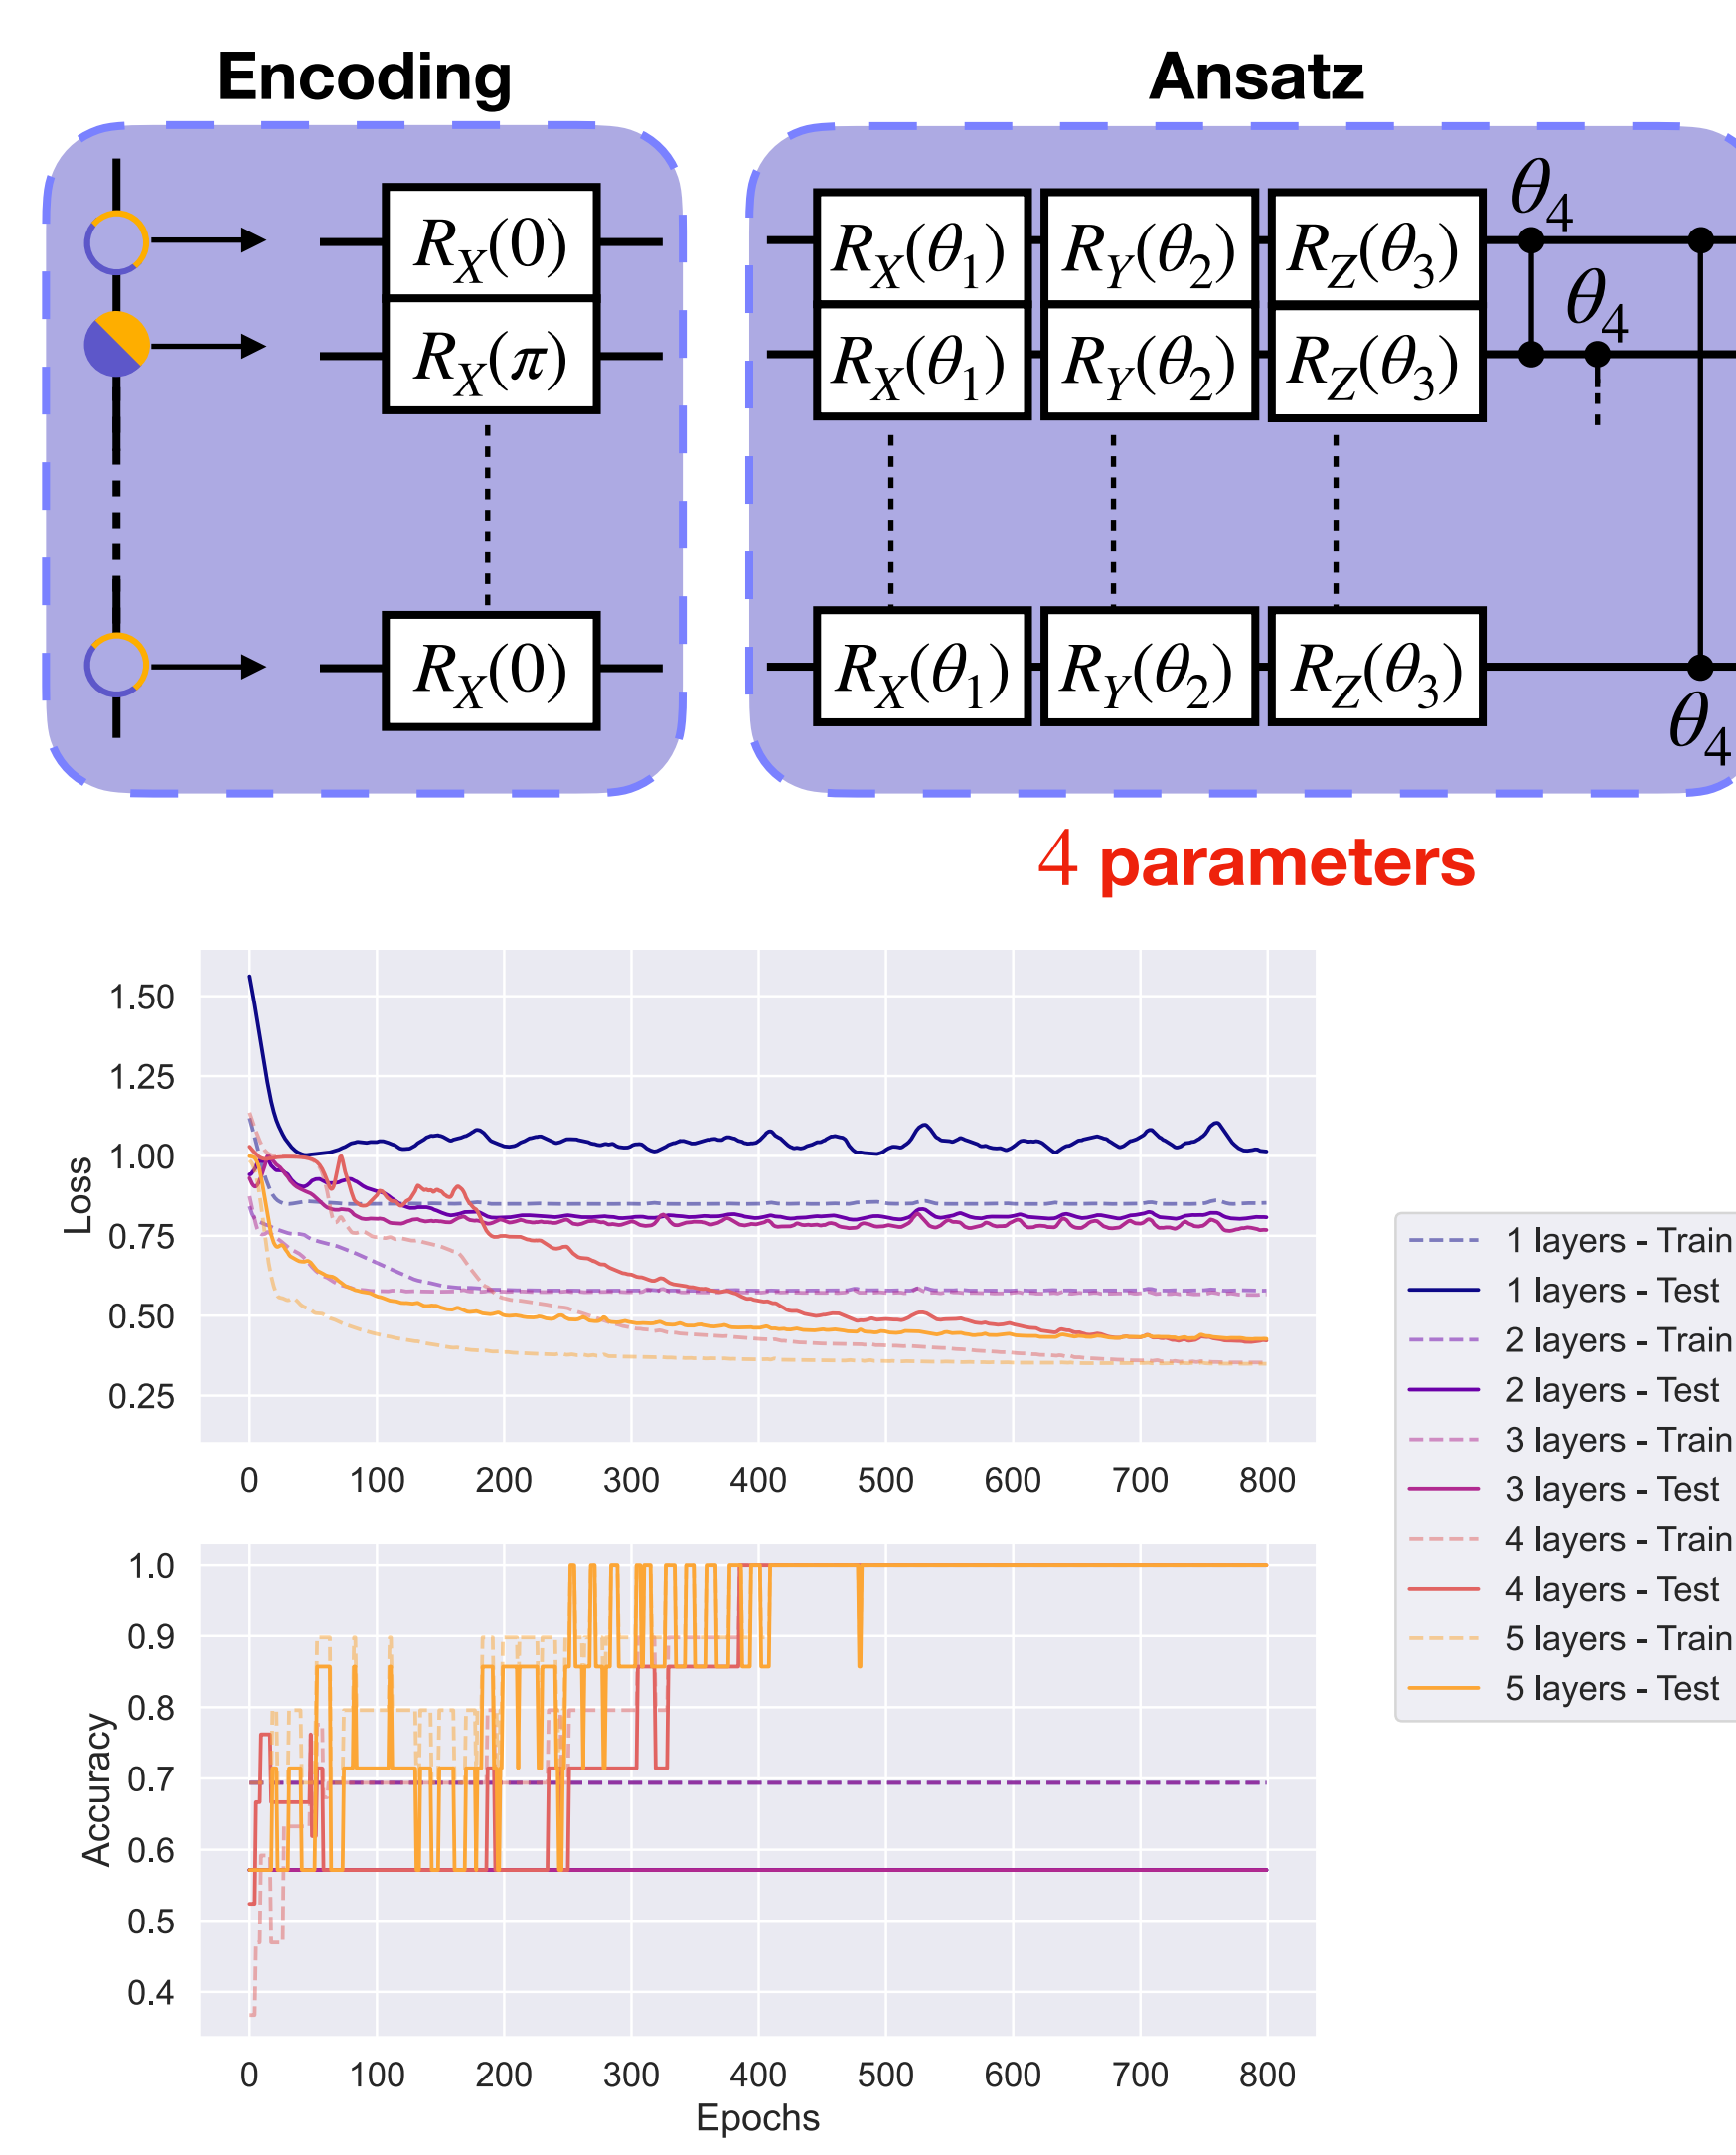 Encoding
Ansatz
R_X(0)
R_X(π)
R_X(0)
R_X(θ_1) R_Y(θ_2) R_Z(θ_3) θ_4
R_X(θ_1) R_Y(θ_2) R_Z(θ_3) θ_4
R_X(θ_1) R_Y(θ_2) R_Z(θ_3) θ_4
4 parameters
Loss
1.50
1.25
1.00
0.75
0.50
0.25
0 100 200 300 400 500 600 700 800
Accuracy
1.0
0.9
0.8
0.7
0.6
0.5
0.4
0 100 200 300 400 500 600 700 800
Epochs
1 layers - Train
1 layers - Test
2 layers - Train
2 layers - Test
3 layers - Train
3 layers - Test
4 layers - Train
4 layers - Test
5 layers - Train
5 layers - Test